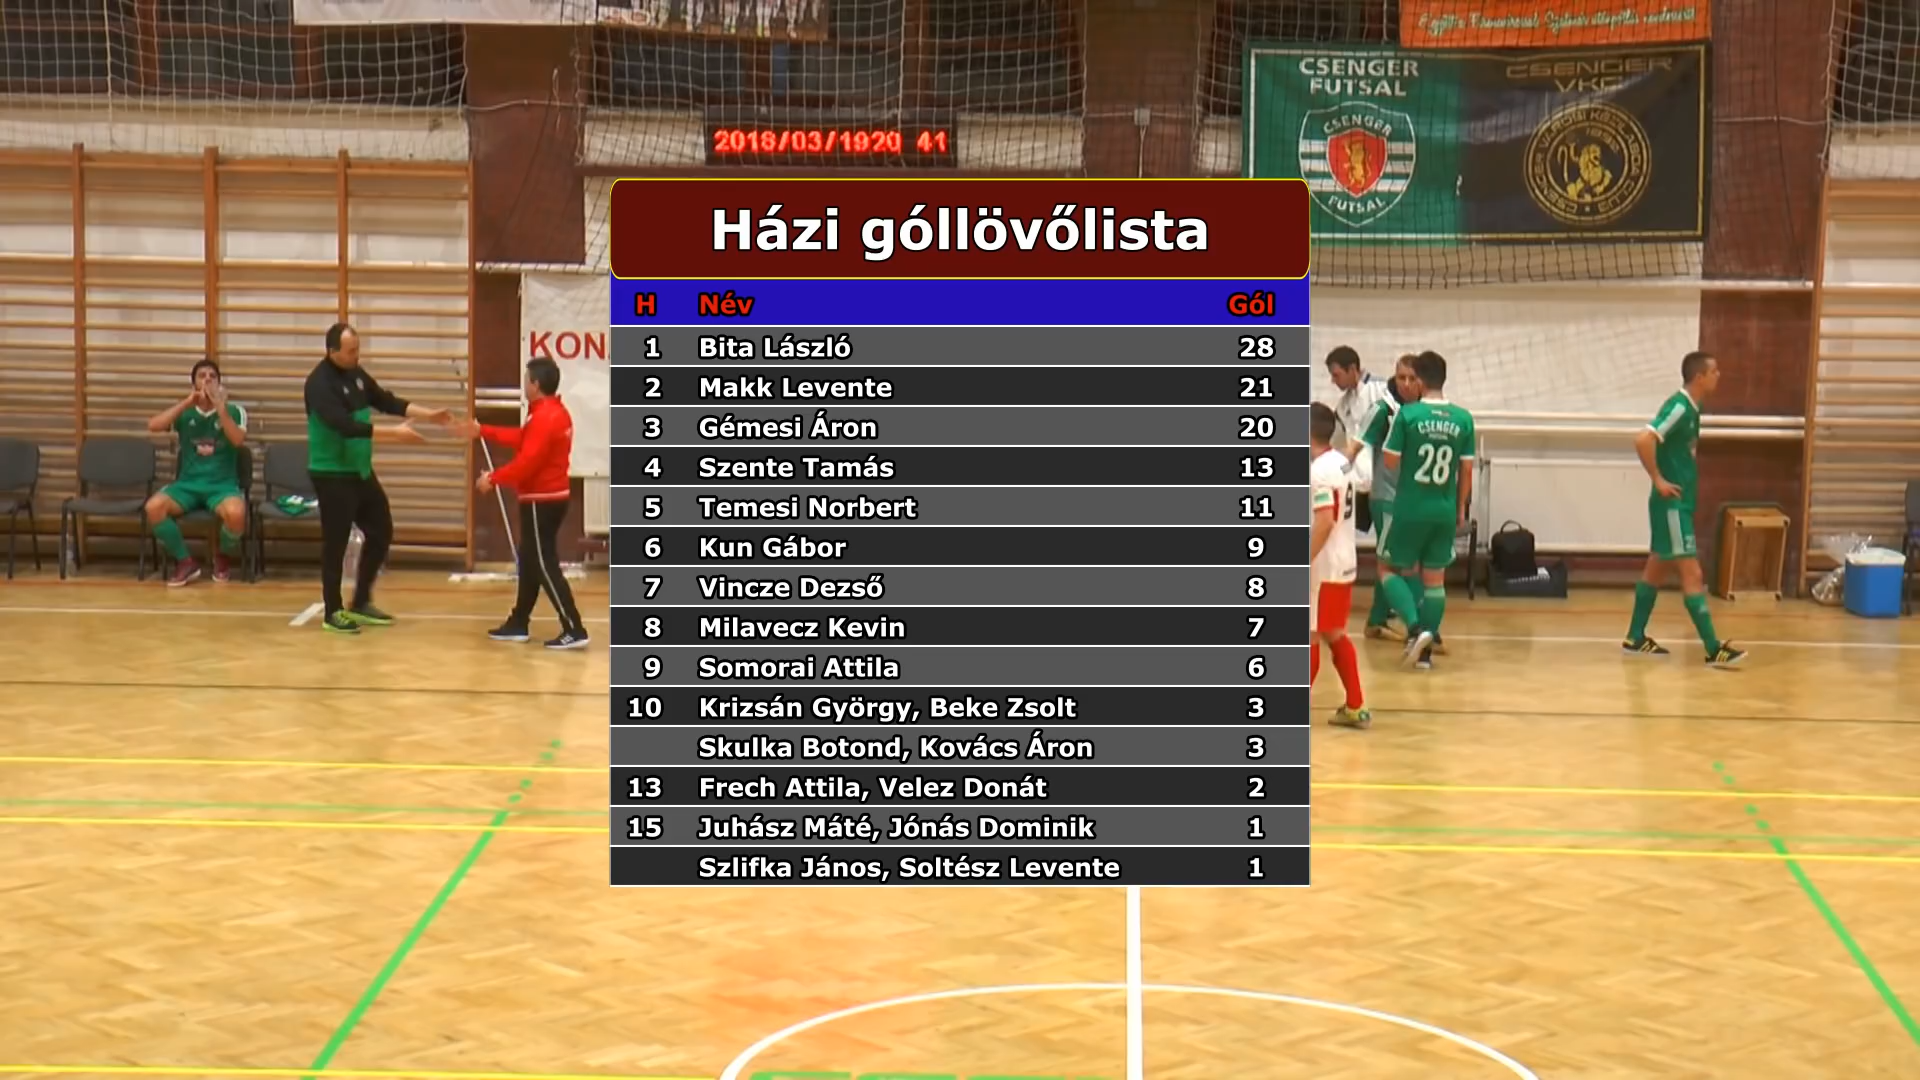 Együtt a Fehérvárcsurgó
2018/03/1920 41
CSENGER
FUTSAL
CSENGER
FUTSAL
CSENGER
VKC
KON
Házi góllövőlista
H Név Gól
1 Bita László 28
2 Makk Levente 21
3 Gémesi Áron 20
4 Szente Tamás 13
5 Temesi Norbert 11
6 Kun Gábor 9
7 Vincze Dezső 8
8 Milavecz Kevin 7
9 Somorai Attila 6
10 Krizsán György, Beke Zsolt 3
Skulka Botond, Kovács Áron 3
13 Frech Attila, Velez Donát 2
15 Juhász Máté, Jónás Dominik 1
Szlifka János, Soltész Levente 1
CSENGER
28